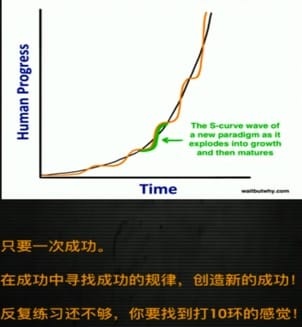 Human Progress
The S-curve wave of
a new paradigm as it
explodes into growth
and then matures
Time
waitbutwhy.com
只要一次成功。
在成功中寻找成功的规律，创造新的成功！
反复练习还不够，你要找到打10环的感觉！